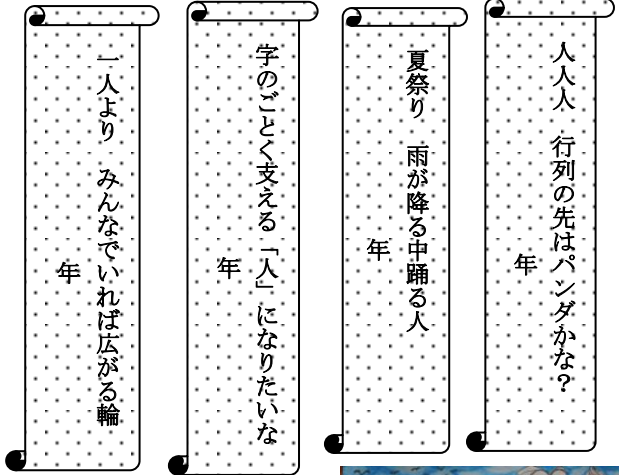 人人人　行列の先はパンダかな？
年
夏祭り　雨が降る中踊る人
年
字のごとく支える「人」になりたいな
年
一人より　みんなでいれば広がる輪
年